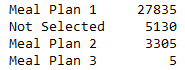 Meal Plan 1     27835
Not Selected     5130
Meal Plan 2      3305
Meal Plan 3         5